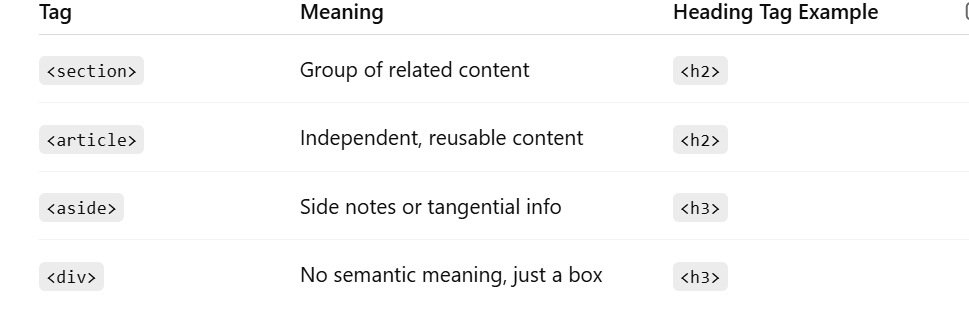 Tag Meaning Heading Tag Example
<section> Group of related content <h2>
<article> Independent, reusable content <h2>
<aside> Side notes or tangential info <h3>
<div> No semantic meaning, just a box <h3>